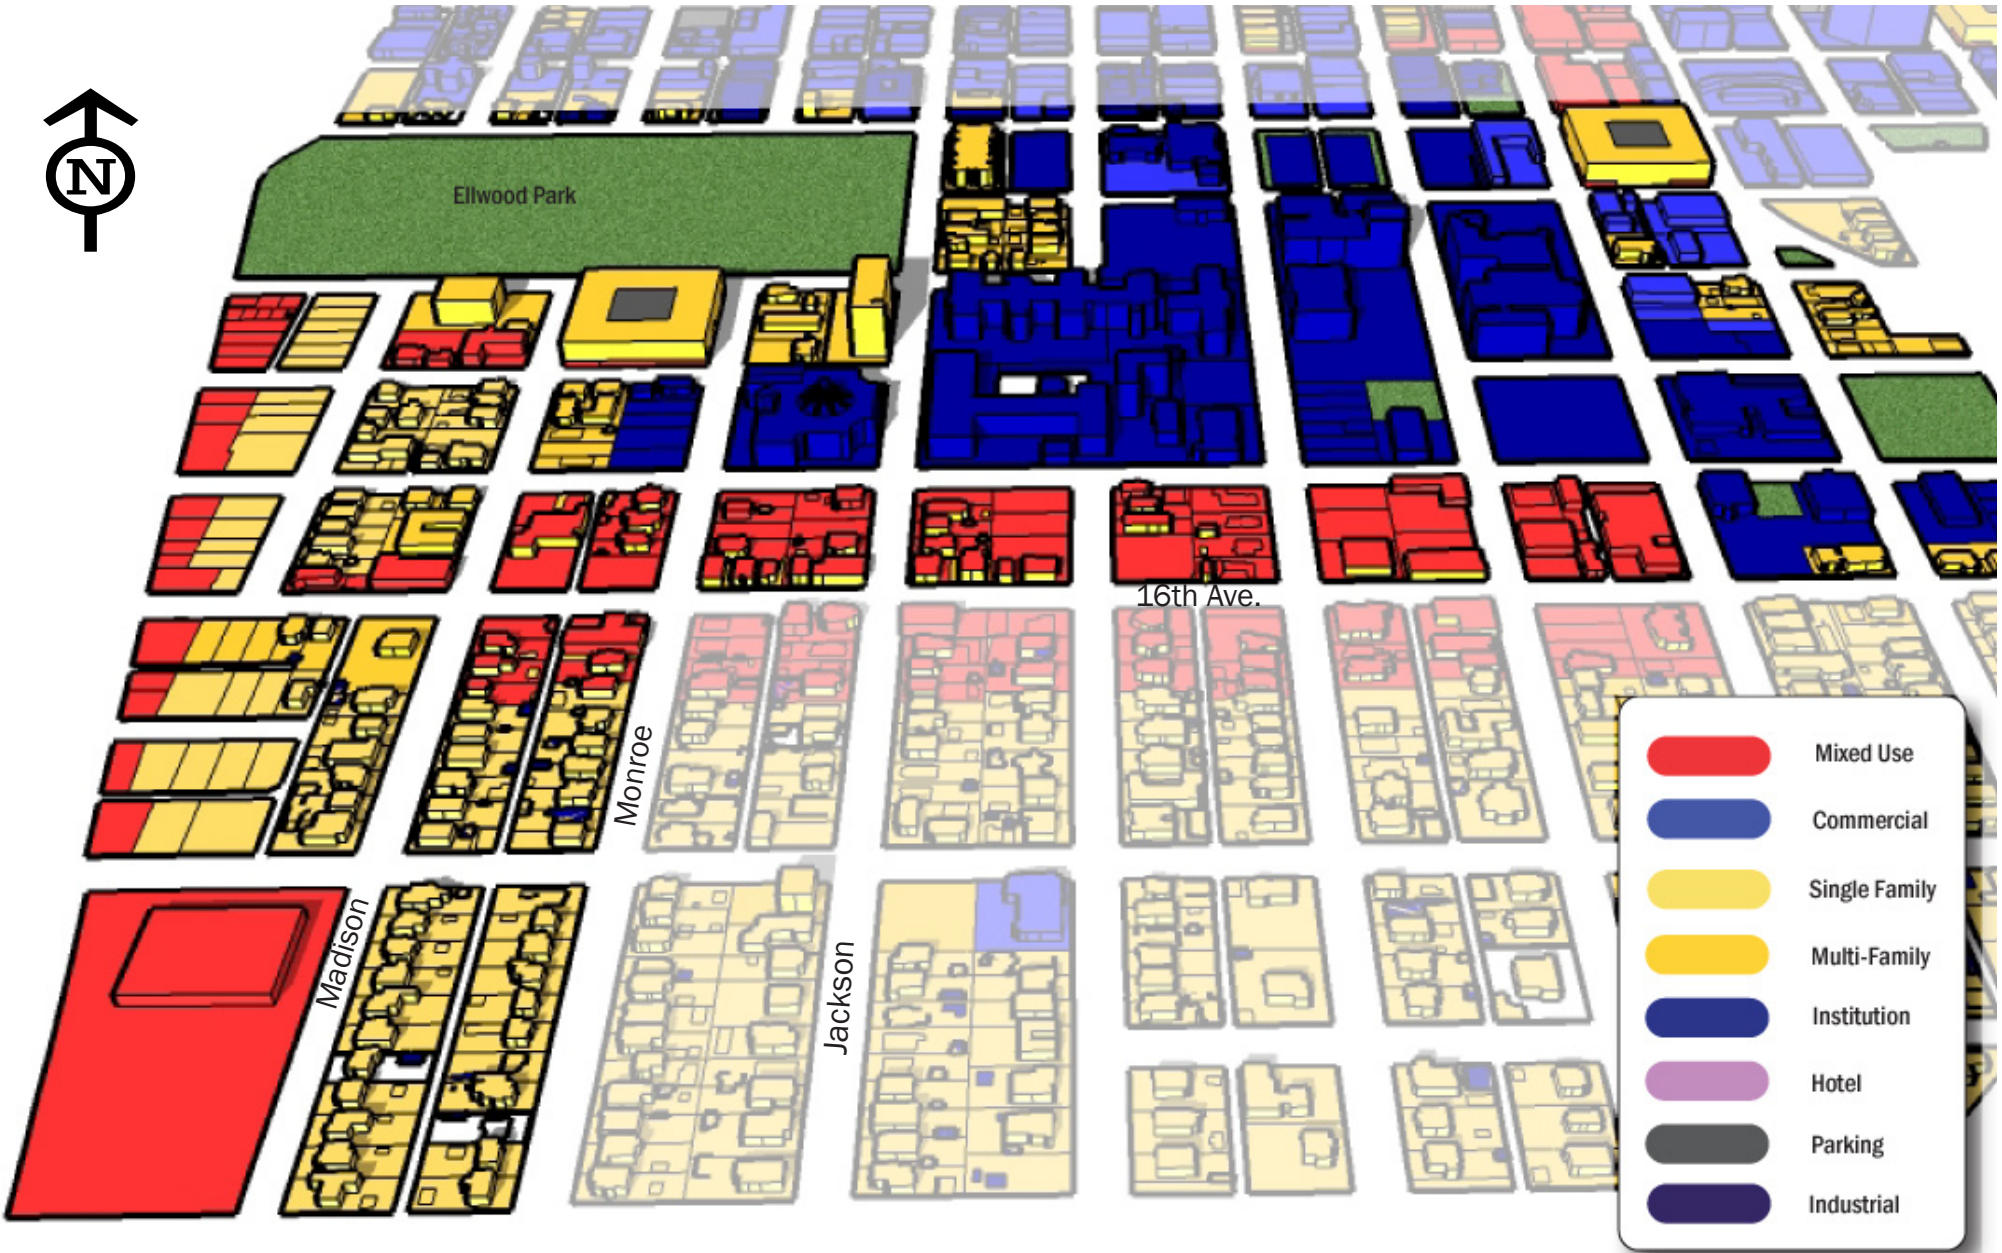 N
Ellwood Park
16th Ave.
Monroe
Madison
Jackson
Mixed Use
Commercial
Single Family
Multi-Family
Institution
Hotel
Parking
Industrial